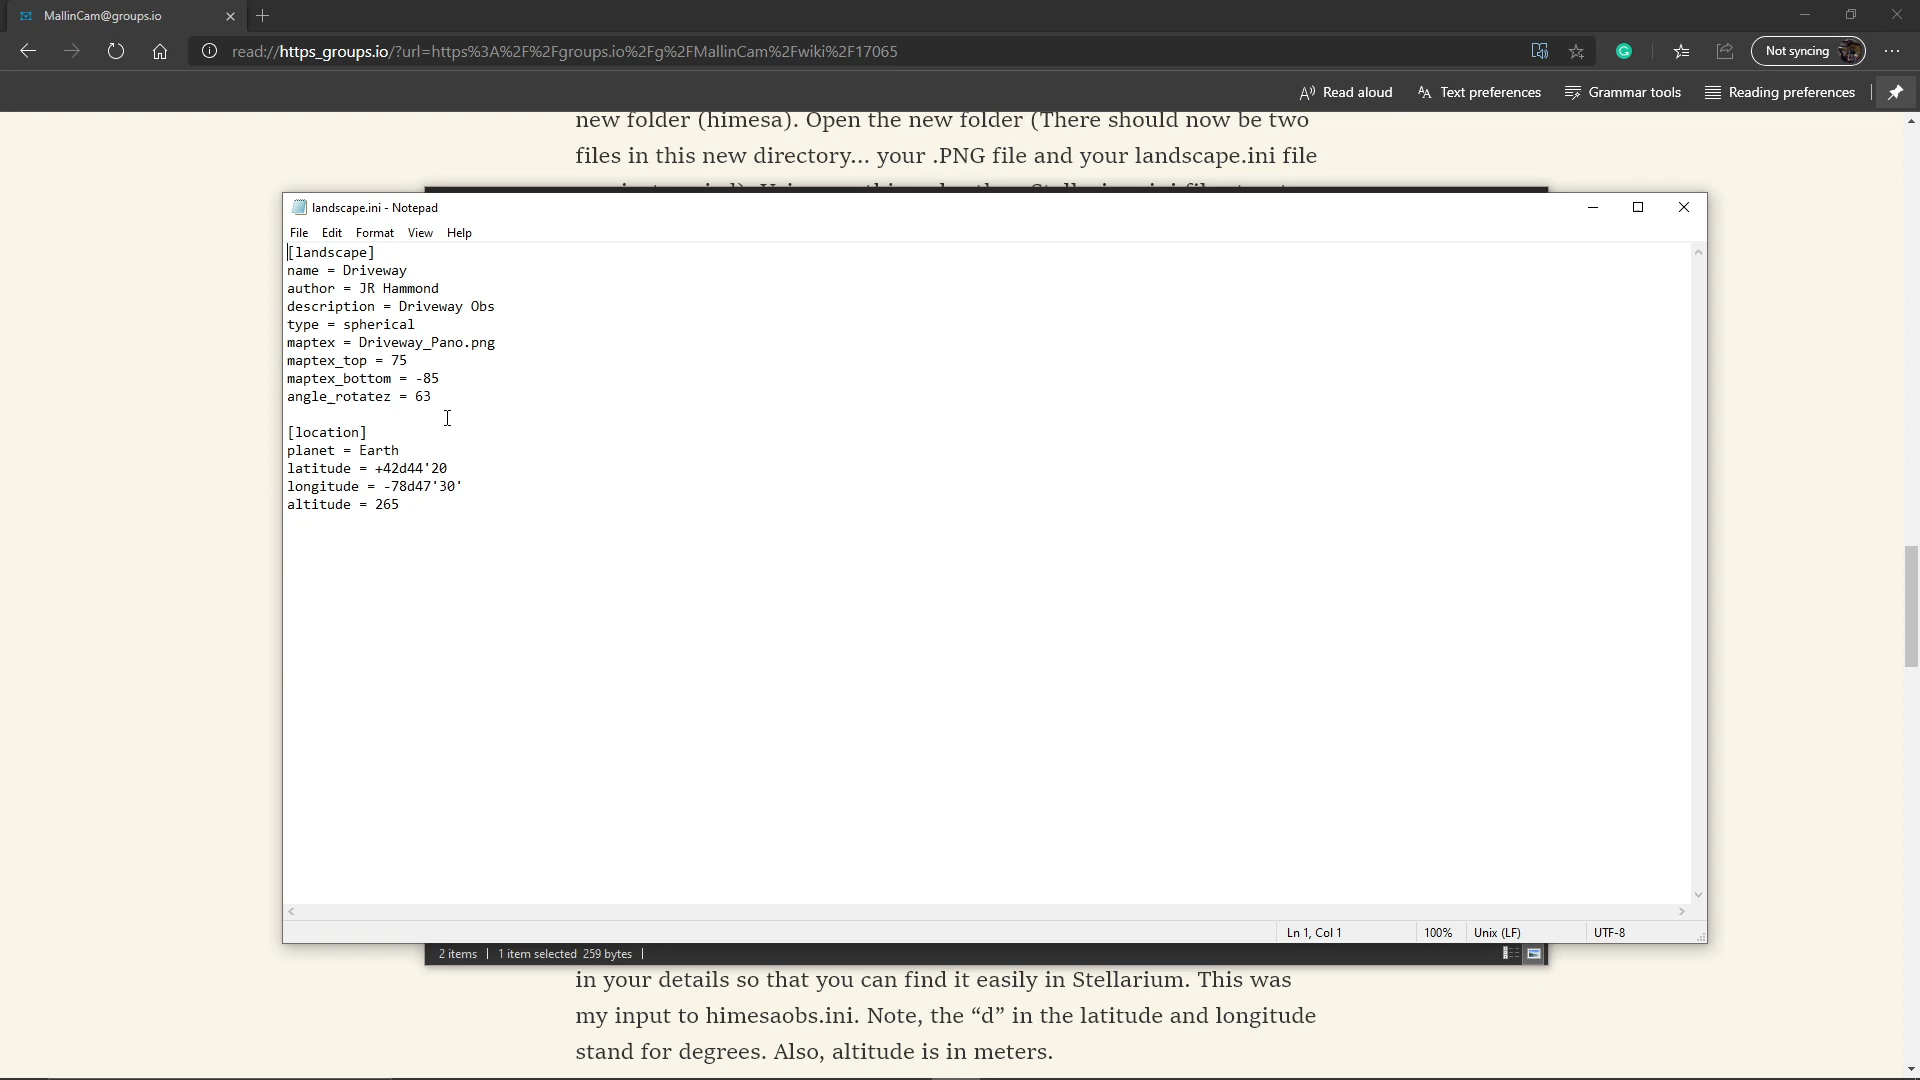 MallinCam@groups.io
read://https_groups.io/?url=https%3A%2F%2Fgroups.io%2Fg%2FMallinCam%2Fwiki%2F17065
Not syncing
Read aloud
Text preferences
Grammar tools
Reading preferences
new folder (himesa). Open the new folder (There should now be two
files in this new directory... your .PNG file and your landscape.ini file
landscape.ini - Notepad
File Edit Format View Help
[landscape]
name = Driveway
author = JR Hammond
description = Driveway Obs
type = spherical
maptex = Driveway_Pano.png
maptex_top = 75
maptex_bottom = -85
angle_rotatez = 63
[location]
planet = Earth
latitude = +42d44'20
longitude = -78d47'30'
altitude = 265
Ln 1, Col 1 100% Unix (LF) UTF-8
2 items 1 item selected 259 bytes
in your details so that you can find it easily in Stellarium. This was
my input to himesaobs.ini. Note, the “d” in the latitude and longitude
stand for degrees. Also, altitude is in meters.